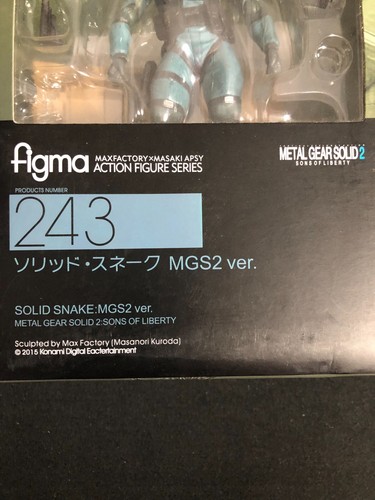 figma MAXFACTORY×MASAKI APSY
ACTION FIGURE SERIES
METAL GEAR SOLID 2
SONS OF LIBERTY
PRODUCTS NUMBER
243
ソリッド・スネーク MGS2 ver.
SOLID SNAKE:MGS2 ver.
METAL GEAR SOLID 2:SONS OF LIBERTY
Sculpted by Max Factory (Masanori Kuroda)
© 2015 Konami Digital Eactertainment